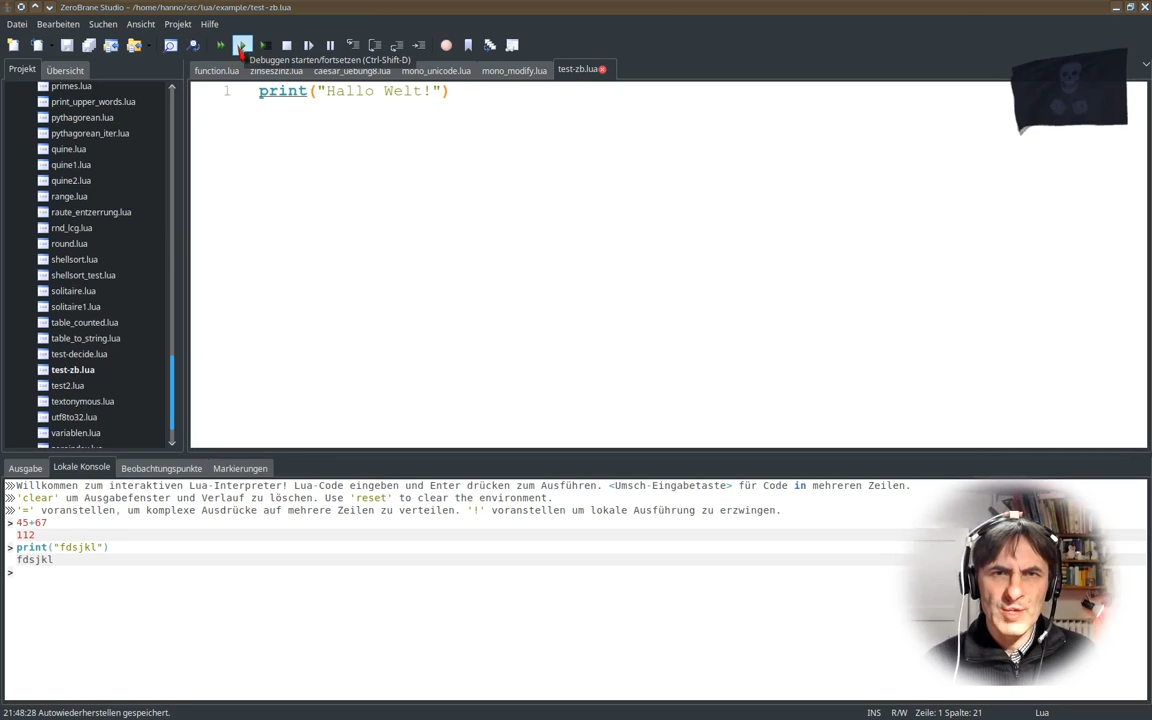 ZeroBrane Studio - /home/hanno/src/lua/example/test-zb.lua
Datei Bearbeiten Suchen Ansicht Projekt Hilfe
Debuggen starten/fortsetzen (Ctrl-Shift-D)
Projekt Übersicht
function.lua zinseszinz.lua caesar_uebung8.lua mono_unicode.lua mono_modify.lua test-zb.lua
primes.lua
print_upper_words.lua
pythagorean.lua
pythagorean_iter.lua
quine.lua
quine1.lua
quine2.lua
range.lua
raute_entzerrung.lua
rnd_lcg.lua
round.lua
shellsort.lua
shellsort_test.lua
solitaire.lua
solitaire1.lua
table_counted.lua
table_to_string.lua
test-decide.lua
test-zb.lua
test2.lua
textonymous.lua
utf8to32.lua
variablen.lua
1 print("Hallo Welt!")
Ausgabe Lokale Konsole Beobachtungspunkte Markierungen
Willkommen zum interaktiven Lua-Interpreter! Lua-Code eingeben und Enter drücken zum Ausführen. <Umsch-Eingabetaste> für Code in mehreren Zeilen.
'clear' um Ausgabefenster und Verlauf zu löschen. Use 'reset' to clear the environment.
'=' voranstellen, um komplexe Ausdrücke auf mehrere Zeilen zu verteilen. '!' voranstellen um lokale Ausführung zu erzwingen.
> 45+67
112
> print("fdsjkl")
fdsjkl
>
21:48:28 Autowiederherstellen gespeichert. INS R/W Zeile: 1 Spalte: 21 Lua